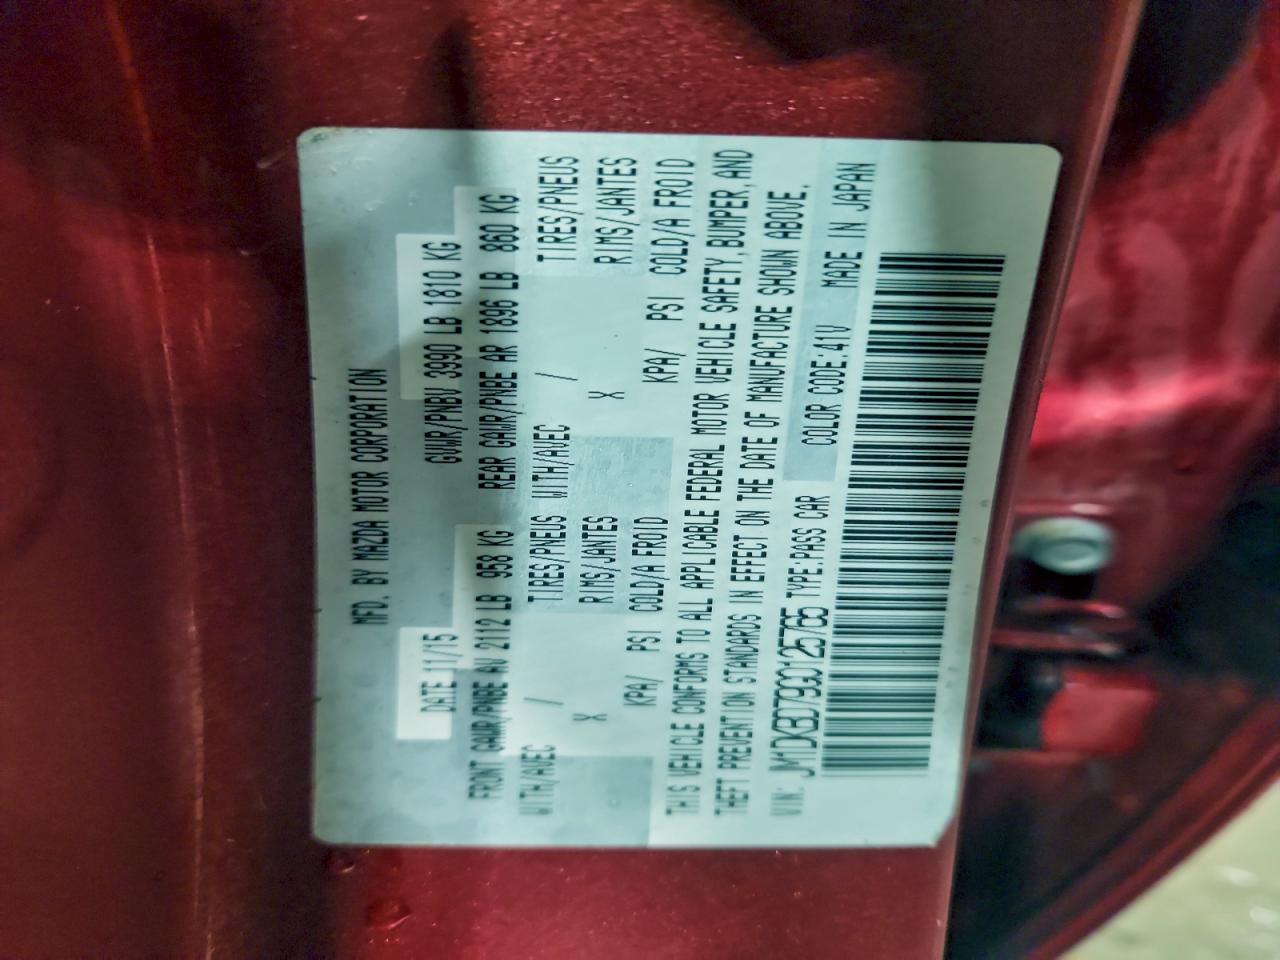 MFD. BY MAZDA MOTOR CORPORATION
DATE 11/15 GVWR/PNBV 3990 LB 1810 KG
FRONT GAWR/PNBE AV 2112 LB 958 KG REAR GAWR/PNBE AR 1896 LB 860 KG
WITH/AVEC / TIRES/PNEUS WITH/AVEC / TIRES/PNEUS
X RIMS/JANTES X RIMS/JANTES
KPA/ PSI COLD/A FROID KPA/ PSI COLD/A FROID
THIS VEHICLE CONFORMS TO ALL APPLICABLE FEDERAL MOTOR VEHICLE SAFETY, BUMPER, AND
THEFT PREVENTION STANDARDS IN EFFECT ON THE DATE OF MANUFACTURE SHOWN ABOVE.
VIN: JM1DKBD79G0125765 TYPE:PASS CAR COLOR CODE:41V MADE IN JAPAN